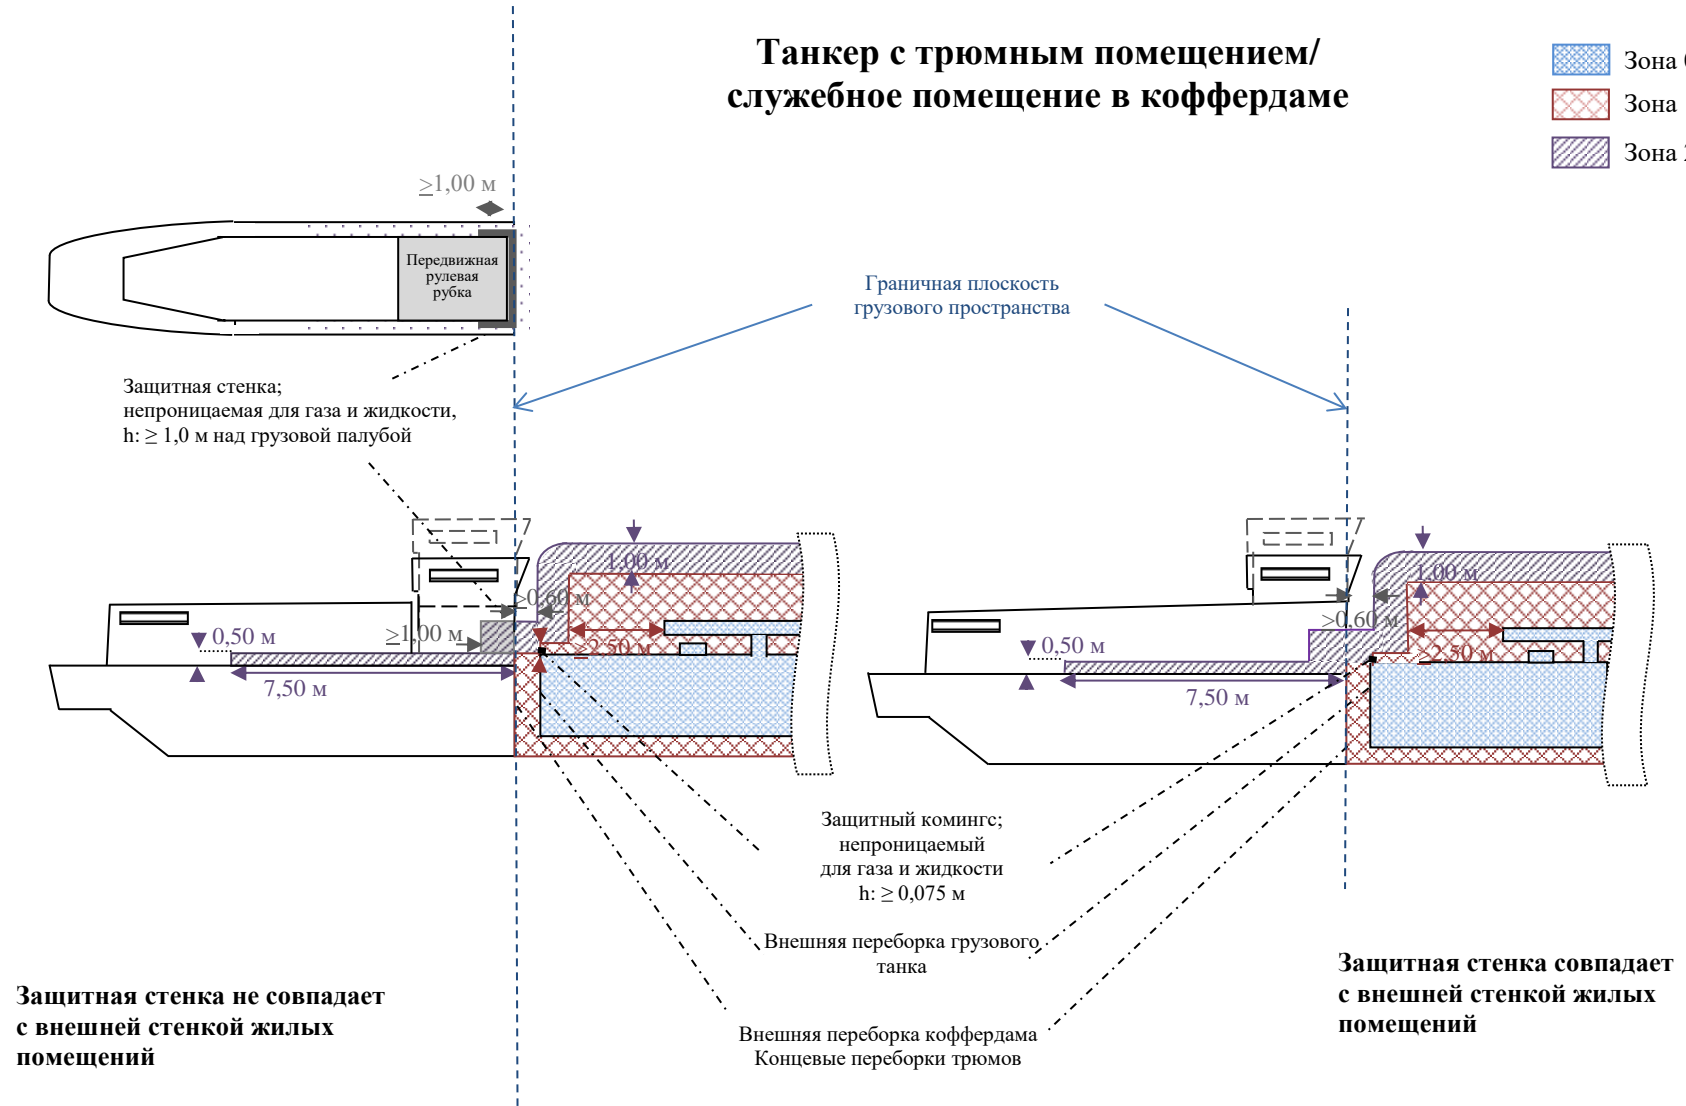 Танкер с трюмным помещением/
служебное помещение в коффердаме
Зона
Зона
Зона
≥1,00 м
Передвижная
рулевая
рубка
Граничная плоскость
грузового пространства
Защитная стенка;
непроницаемая для газа и жидкости,
h: ≥ 1,0 м над грузовой палубой
1,00 м
>0,60 м
≥1,00 м
0,50 м
≥2,50 м
7,50 м
1,00 м
>0,60 м
0,50 м
≥2,50 м
7,50 м
Защитный комингс;
непроницаемый
для газа и жидкости
h: ≥ 0,075 м
Внешняя переборка грузового
танка
Внешняя переборка коффердама
Концевые переборки трюмов
Защитная стенка не совпадает
с внешней стенкой жилых
помещений
Защитная стенка совпадает
с внешней стенкой жилых
помещений